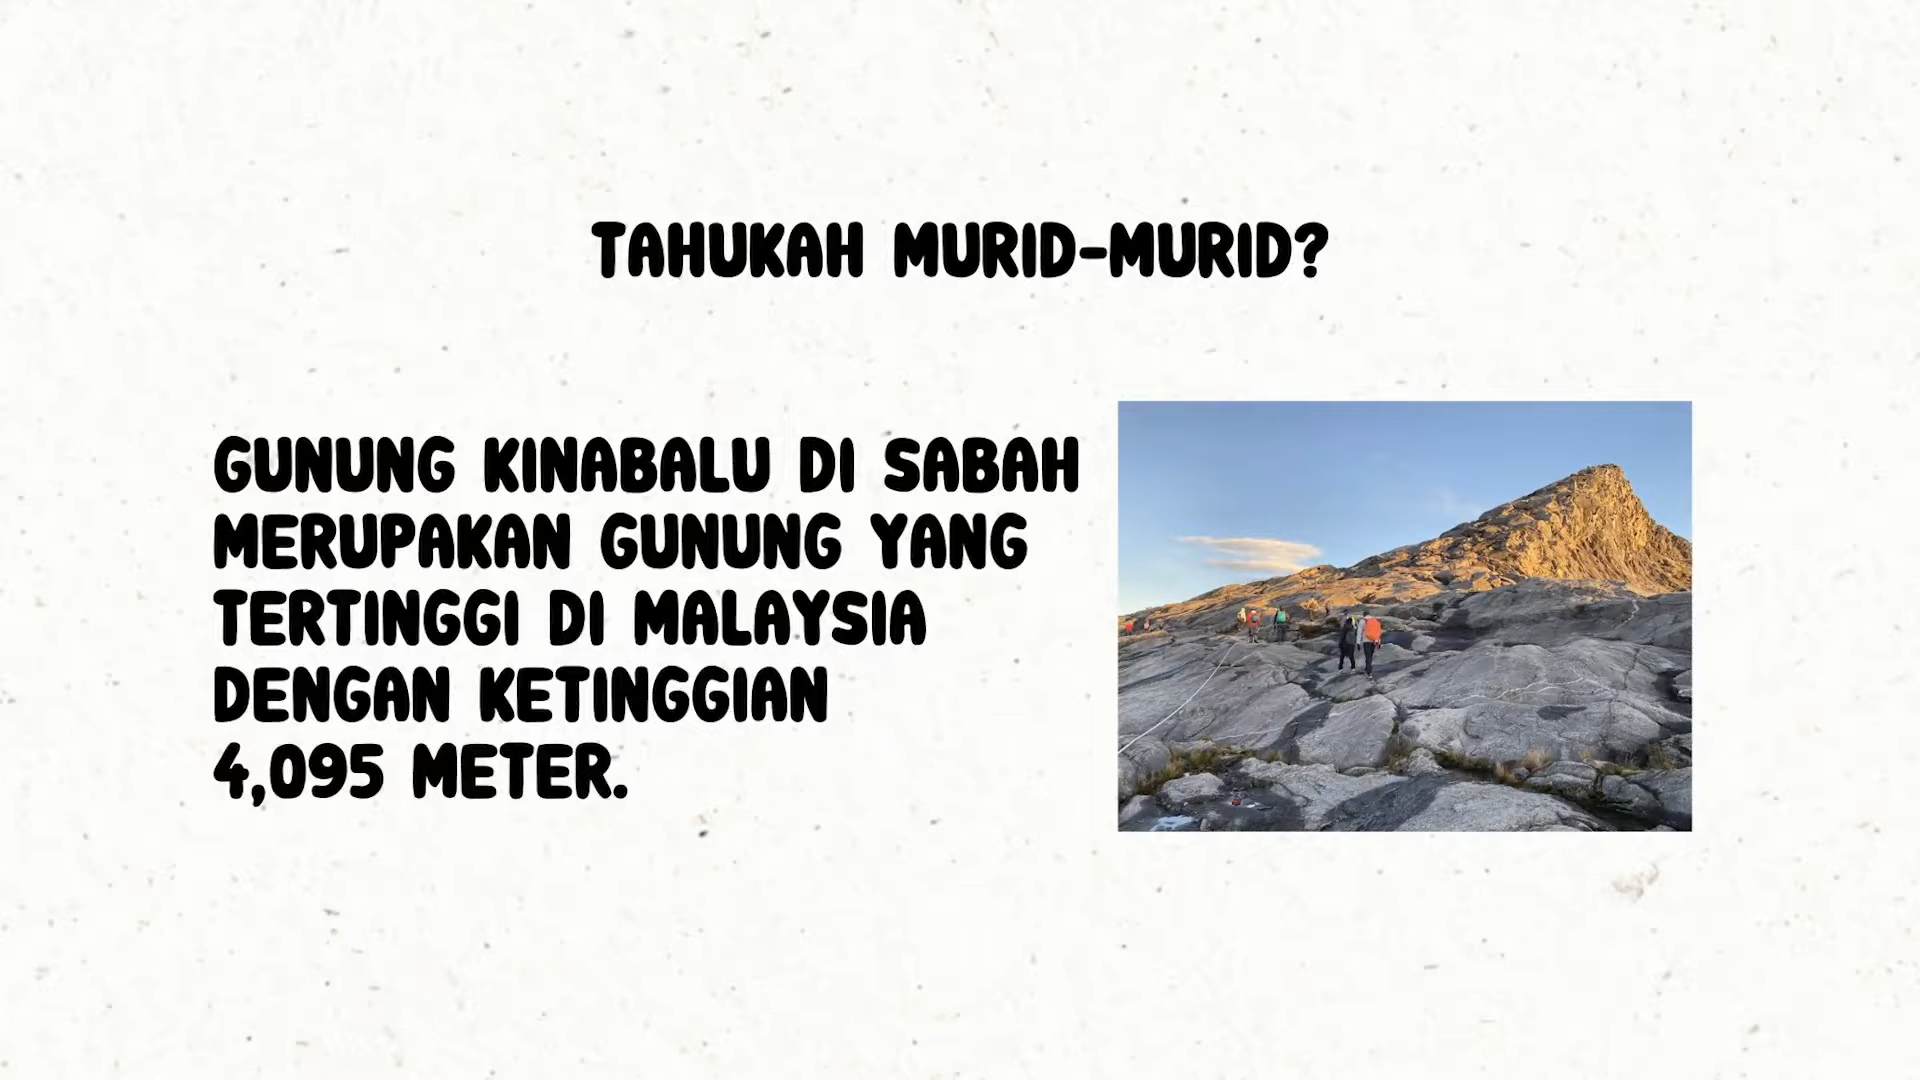 TAHUKAH MURID-MURID?
GUNUNG KINABALU DI SABAH
MERUPAKAN GUNUNG YANG
TERTINGGI DI MALAYSIA
DENGAN KETINGGIAN
4,095 METER.